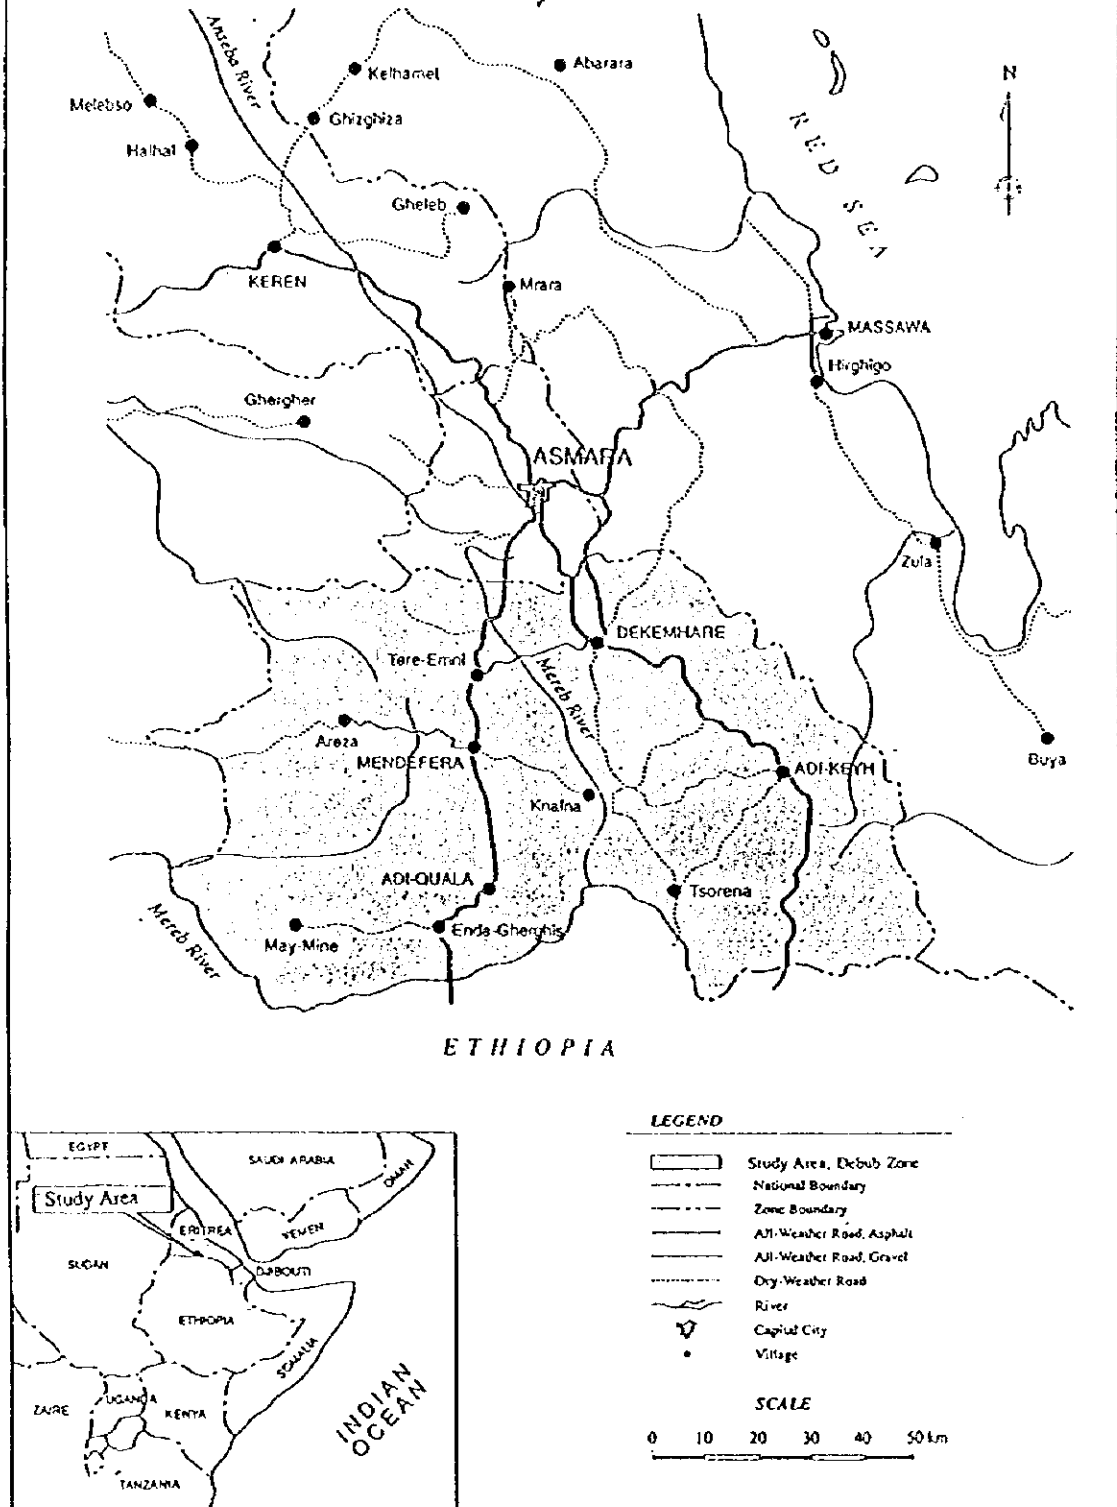 Anseba River
Kelhamet
Abarara
N
Melebso
Ghizghiza
Halhal
RED SEA
Gheleb
KEREN
Mrara
MASSAWA
Hirghigo
Ghergher
ASMARA
Zula
DEKEMHARE
Tere-Emni
Mereb River
Areza
MENDEFERA
ADI-KEYH
Buya
Knafna
ADI-QUALA
Tsorena
Mereb River
May-Mine
Enda-Gherghis
ETHIOPIA
EGYPT
SAUDI ARABIA
OMAN
Study Area
ERITREA
YEMEN
SUDAN
DJIBOUTI
ETHIOPIA
SOMALIA
UGANDA
ZAIRE
KENYA
INDIAN
OCEAN
TANZANIA
LEGEND
Study Area, Debub Zone
National Boundary
Zone Boundary
All-Weather Road, Asphalt
All-Weather Road, Gravel
Dry-Weather Road
River
Capital City
Village
SCALE
0 10 20 30 40 50 km